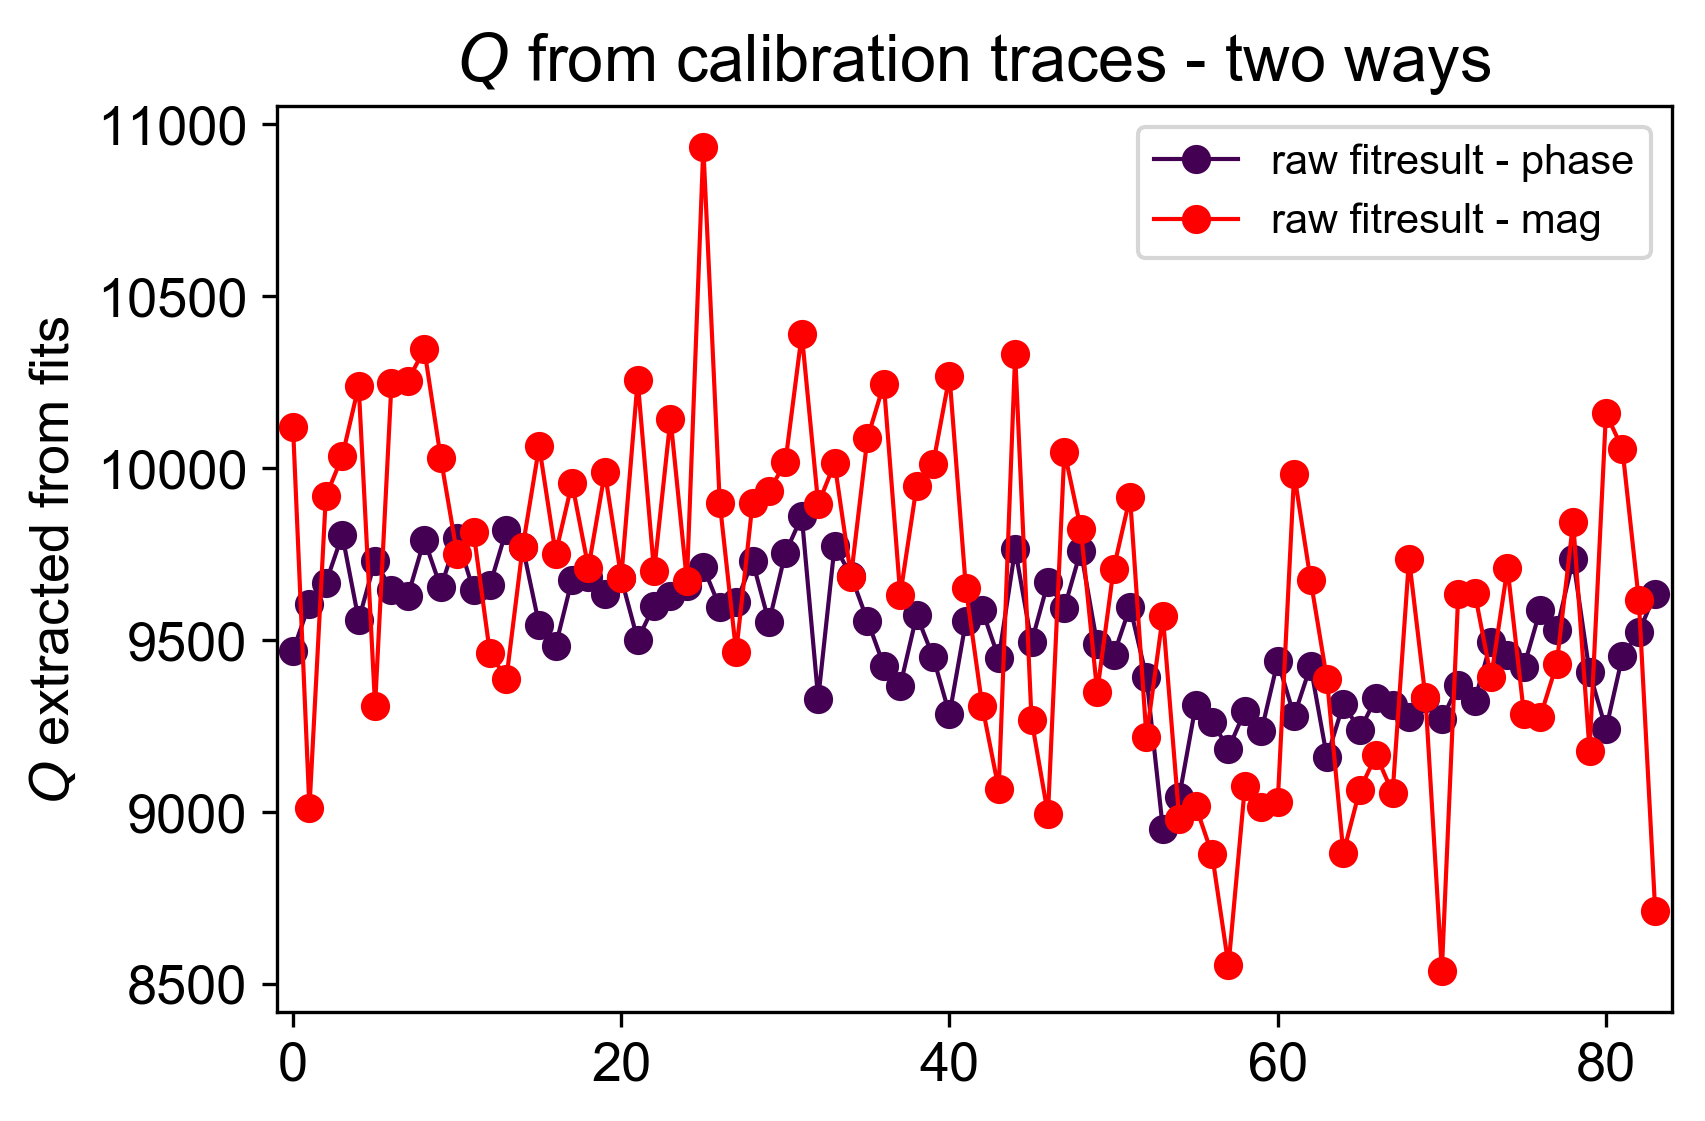 Q from calibration traces - two ways
Q extracted from fits
11000
10500
10000
9500
9000
8500
0
20
40
60
80
raw fitresult - phase
raw fitresult - mag